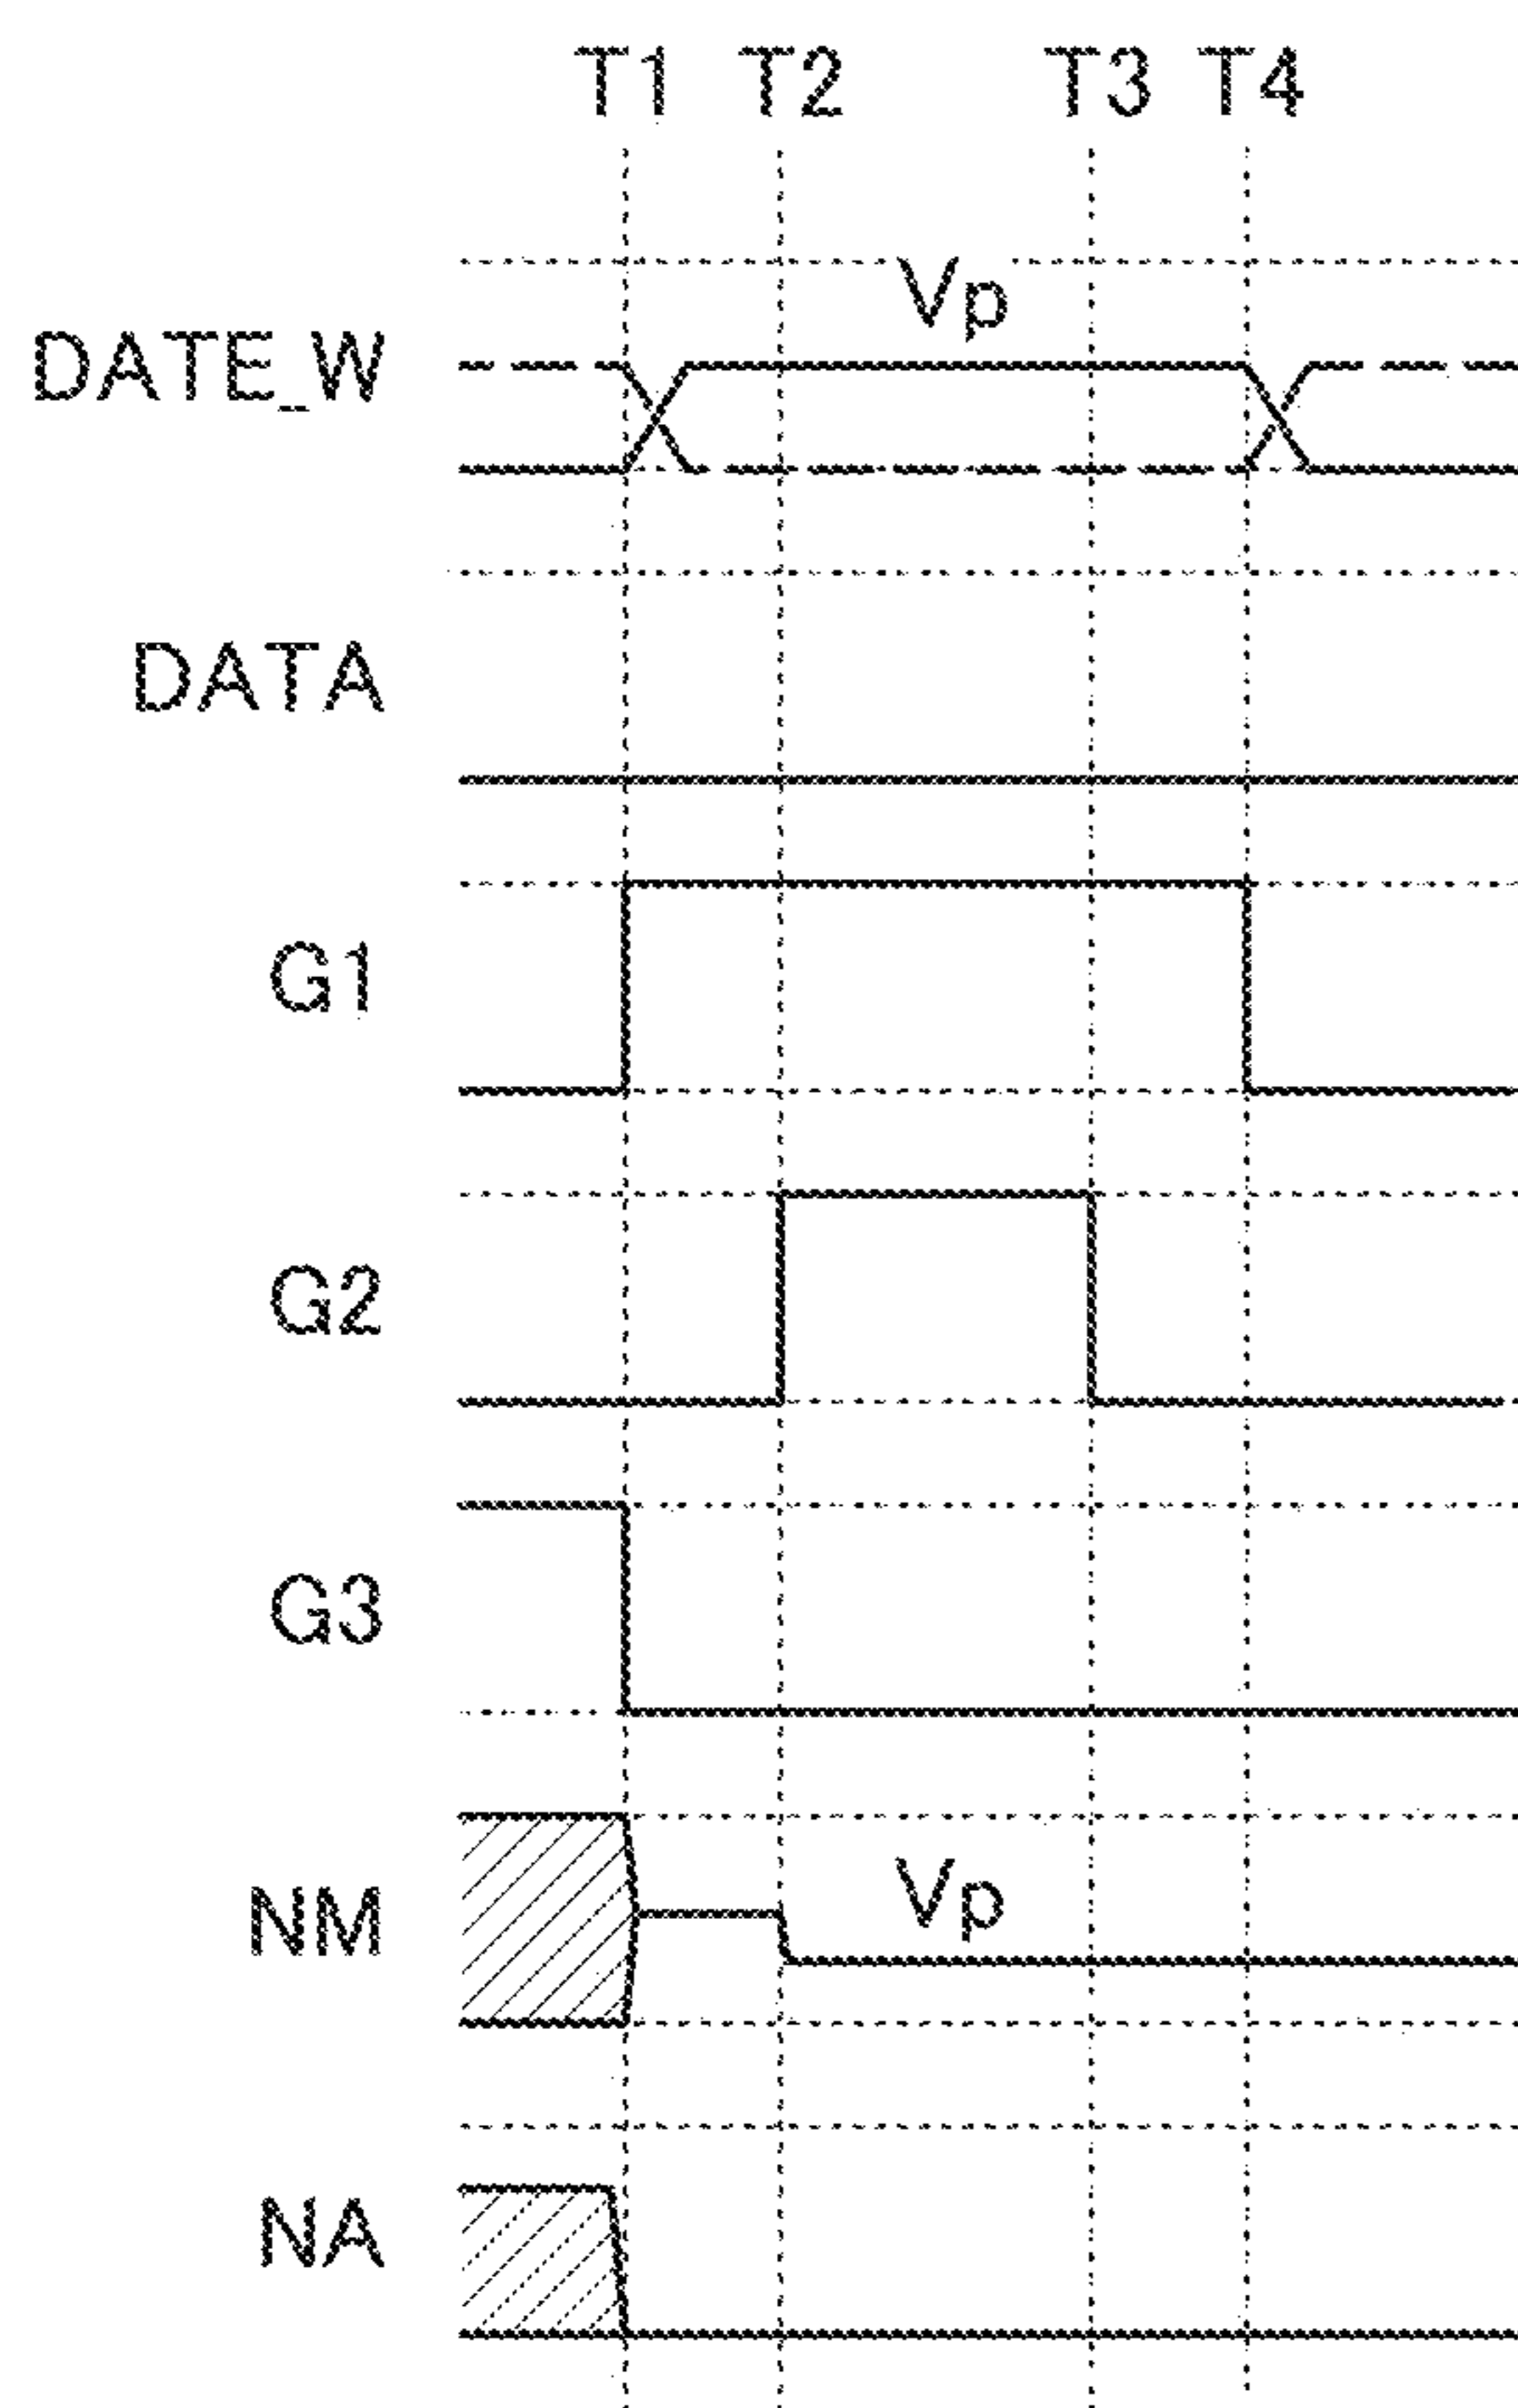 T1 T2 T3 T4
Vp
DATE_W
DATA
G1
G2
G3
Vp
NM
NA